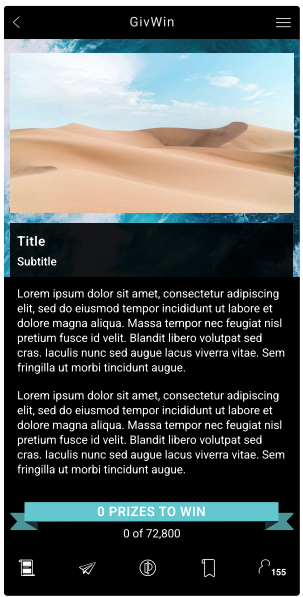 GivWin
Title
Subtitle
Lorem ipsum dolor sit amet, consectetur adipiscing
elit, sed do eiusmod tempor incididunt ut labore et
dolore magna aliqua. Massa tempor nec feugiat nisl
pretium fusce id velit. Blandit libero volutpat sed
cras. Iaculis nunc sed augue lacus viverra vitae. Sem
fringilla ut morbi tincidunt augue.
Lorem ipsum dolor sit amet, consectetur adipiscing
elit, sed do eiusmod tempor incididunt ut labore et
dolore magna aliqua. Massa tempor nec feugiat nisl
pretium fusce id velit. Blandit libero volutpat sed
cras. Iaculis nunc sed augue lacus viverra vitae. Sem
fringilla ut morbi tincidunt augue.
0 PRIZES TO WIN
0 of 72,800
155